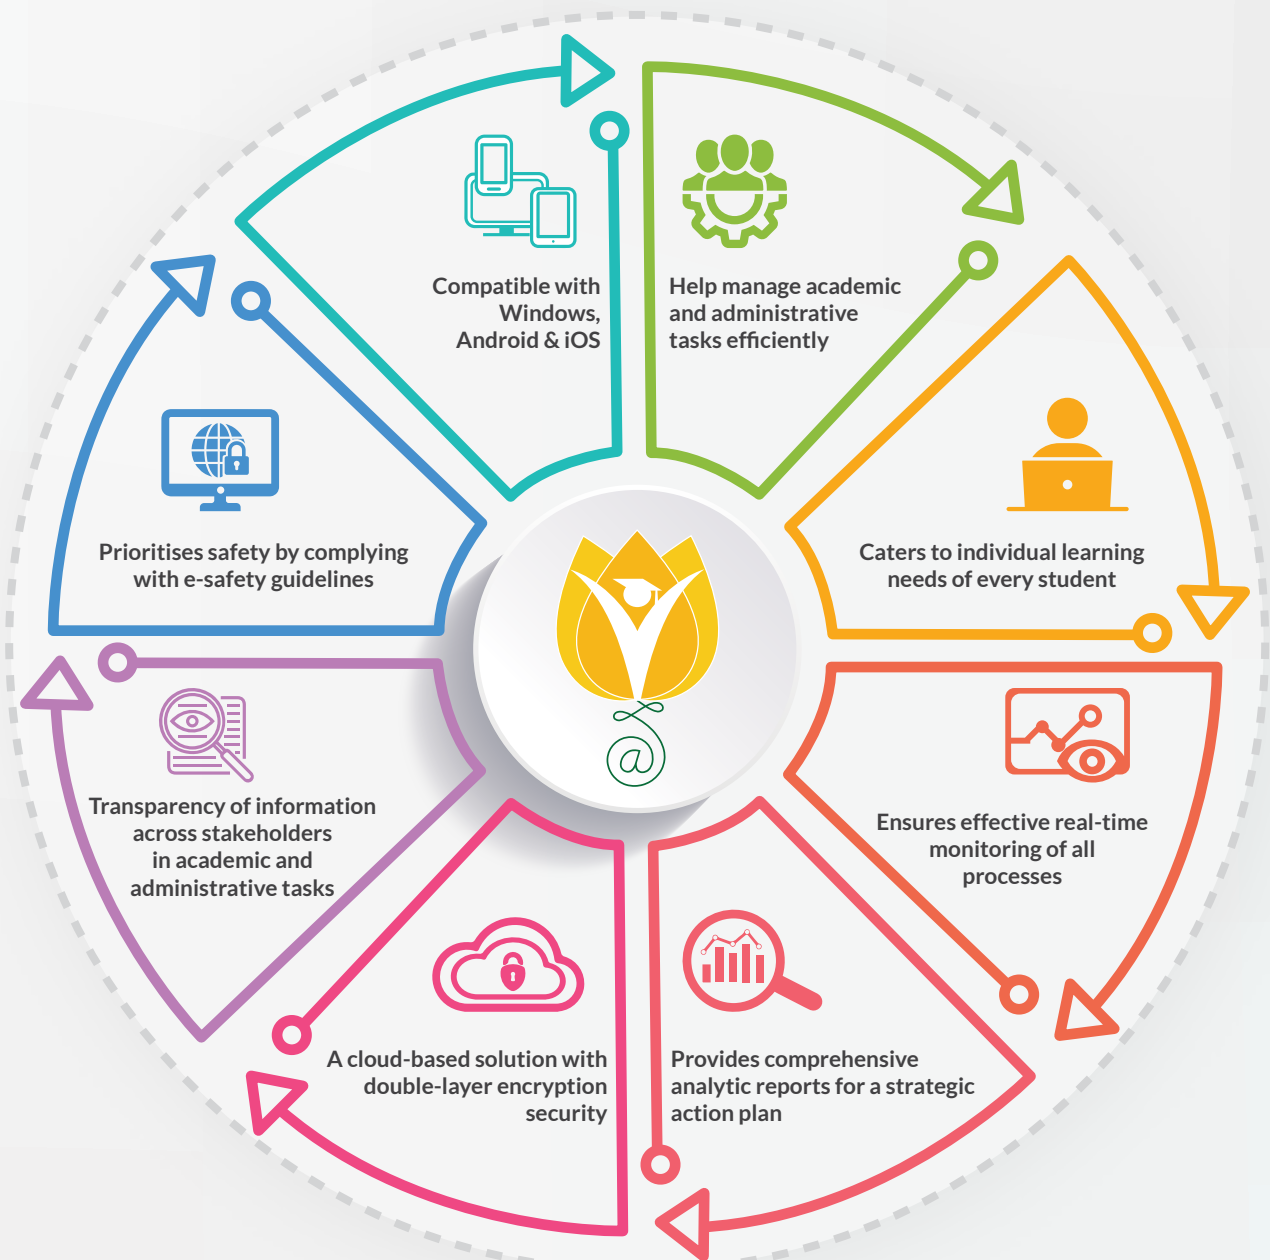 Compatible with
Windows,
Android & iOS
Help manage academic
and administrative
tasks efficiently
Caters to individual learning
needs of every student
Ensures effective real-time
monitoring of all
processes
Provides comprehensive
analytic reports for a strategic
action plan
A cloud-based solution with
double-layer encryption
security
Transparency of information
across stakeholders
in academic and
administrative tasks
Prioritises safety by complying
with e-safety guidelines
@